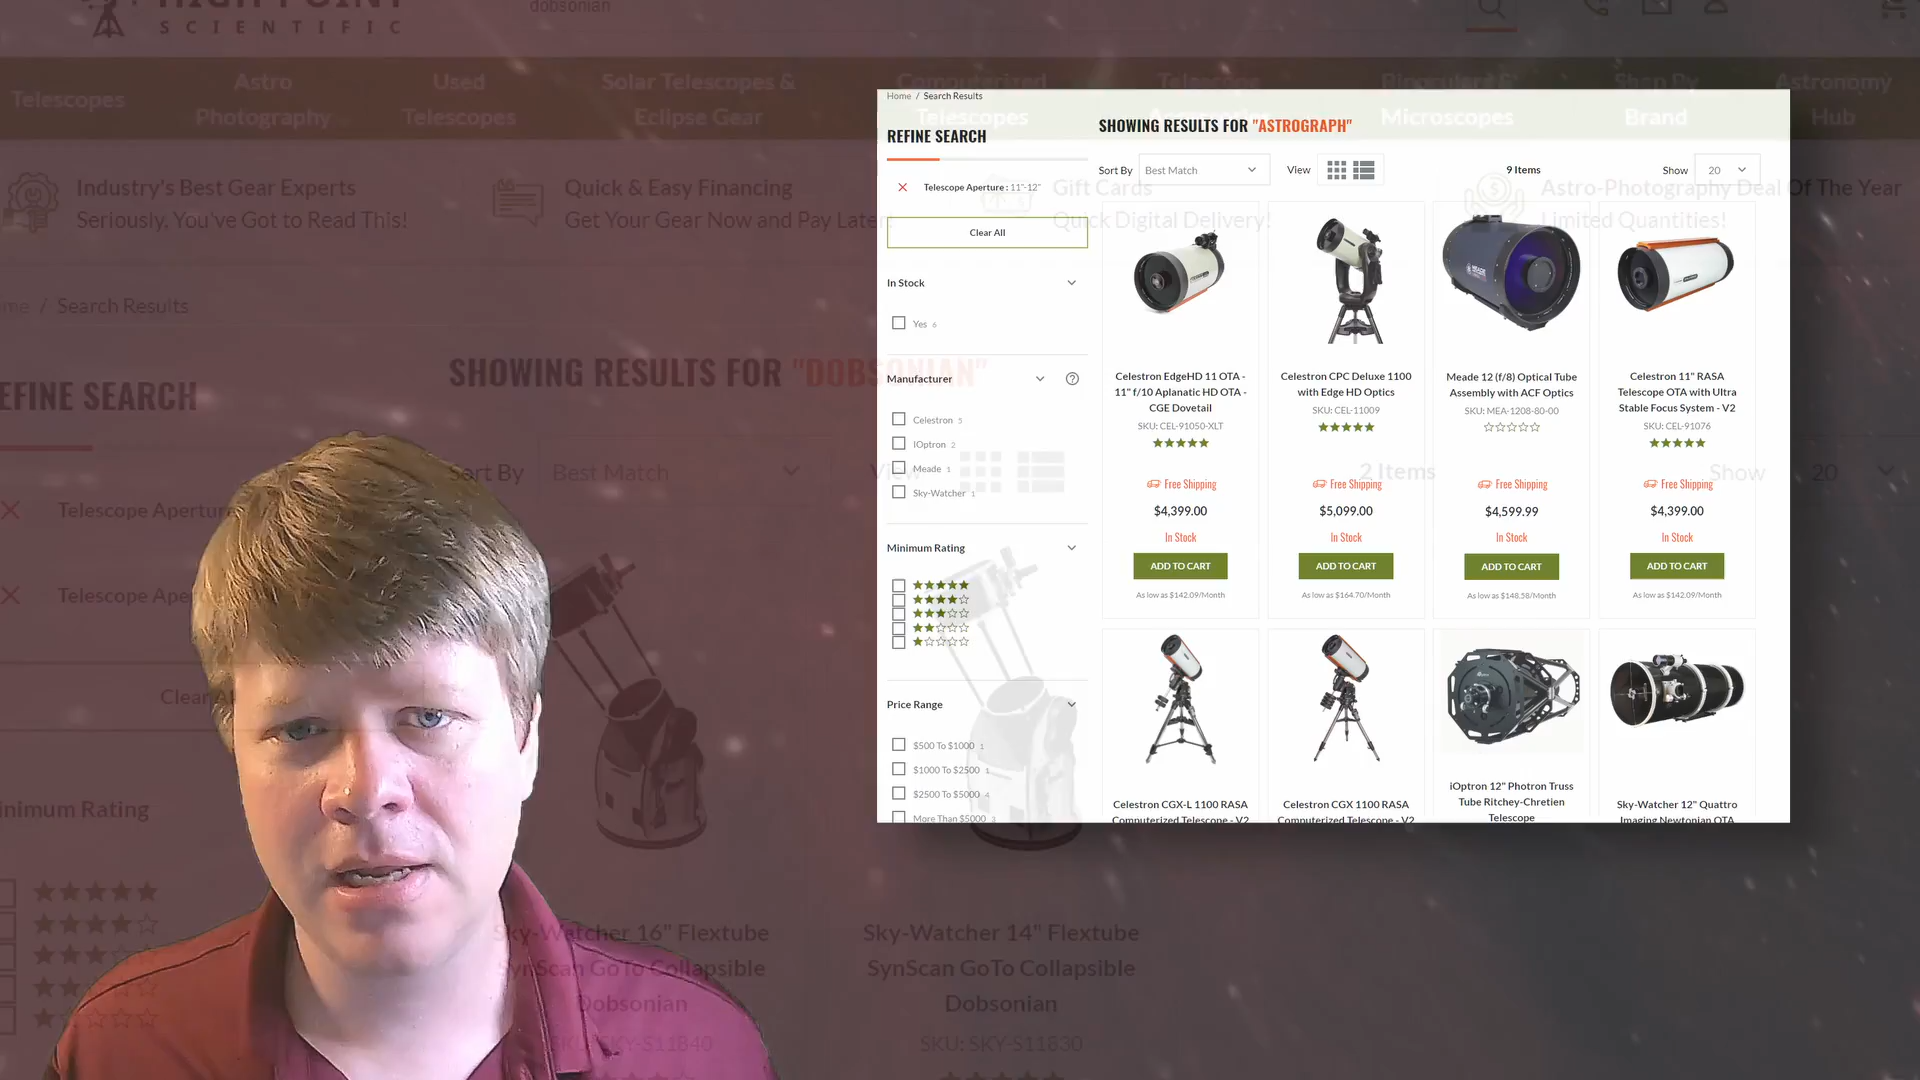 SCIENTIFIC
dobsonian
Telescopes
Astro
Photography
Used
Telescopes
Solar Telescopes &
Eclipse Gear
Computerized
Telescopes
Telescope
Microscopes
Shop By
Brand
Astronomy
Hub
Industry's Best Gear Experts
Seriously, You've Got to Read This!
Quick & Easy Financing
Get Your Gear Now and Pay Later
Gift Cards
Quick Digital Delivery!
Astro-Photography Deal Of The Year
Limited Quantities!
Search Results
SHOWING RESULTS FOR "DOBSONIAN"
Sort By
Best Match
2 Items
Show
20
Telescope Aperture
Clear
★★★★★
★★★★☆
Sky-Watcher 16" Flextube
SynScan GoTo Collapsible
Dobsonian
SKU: SKY-S11840
Sky-Watcher 14" Flextube
SynScan GoTo Collapsible
Dobsonian
SKU: SKY-S11830
Home / Search Results
REFINE SEARCH
Telescope Aperture : 11"-12"
Clear All
In Stock
Yes 6
Manufacturer
Celestron 5
IOptron 2
Meade 1
Sky-Watcher 1
Minimum Rating
Price Range
$500 To $1000 1
$1000 To $2500 1
$2500 To $5000 4
More Than $5000 3
SHOWING RESULTS FOR "ASTROGRAPH"
Sort By
Best Match
View
9 Items
Show
20
Celestron EdgeHD 11 OTA -
11" f/10 Aplanatic HD OTA -
CGE Dovetail
SKU: CEL-91050-XLT
Free Shipping
$4,399.00
In Stock
ADD TO CART
As low as $142.09/Month
Celestron CPC Deluxe 1100
with Edge HD Optics
SKU: CEL-11009
Free Shipping
$5,099.00
In Stock
ADD TO CART
As low as $164.70/Month
Meade 12 (f/8) Optical Tube
Assembly with ACF Optics
SKU: MEA-1208-80-00
Free Shipping
$4,599.99
In Stock
ADD TO CART
As low as $148.58/Month
Celestron 11" RASA
Telescope OTA with Ultra
Stable Focus System - V2
SKU: CEL-91076
Free Shipping
$4,399.00
In Stock
ADD TO CART
As low as $142.09/Month
Celestron CGX-L 1100 RASA
Computerized Telescope - V2
Celestron CGX 1100 RASA
Computerized Telescope - V2
iOptron 12" Photron Truss
Tube Ritchey-Chretien
Telescope
Sky-Watcher 12" Quattro
Imaging Newtonian OTA